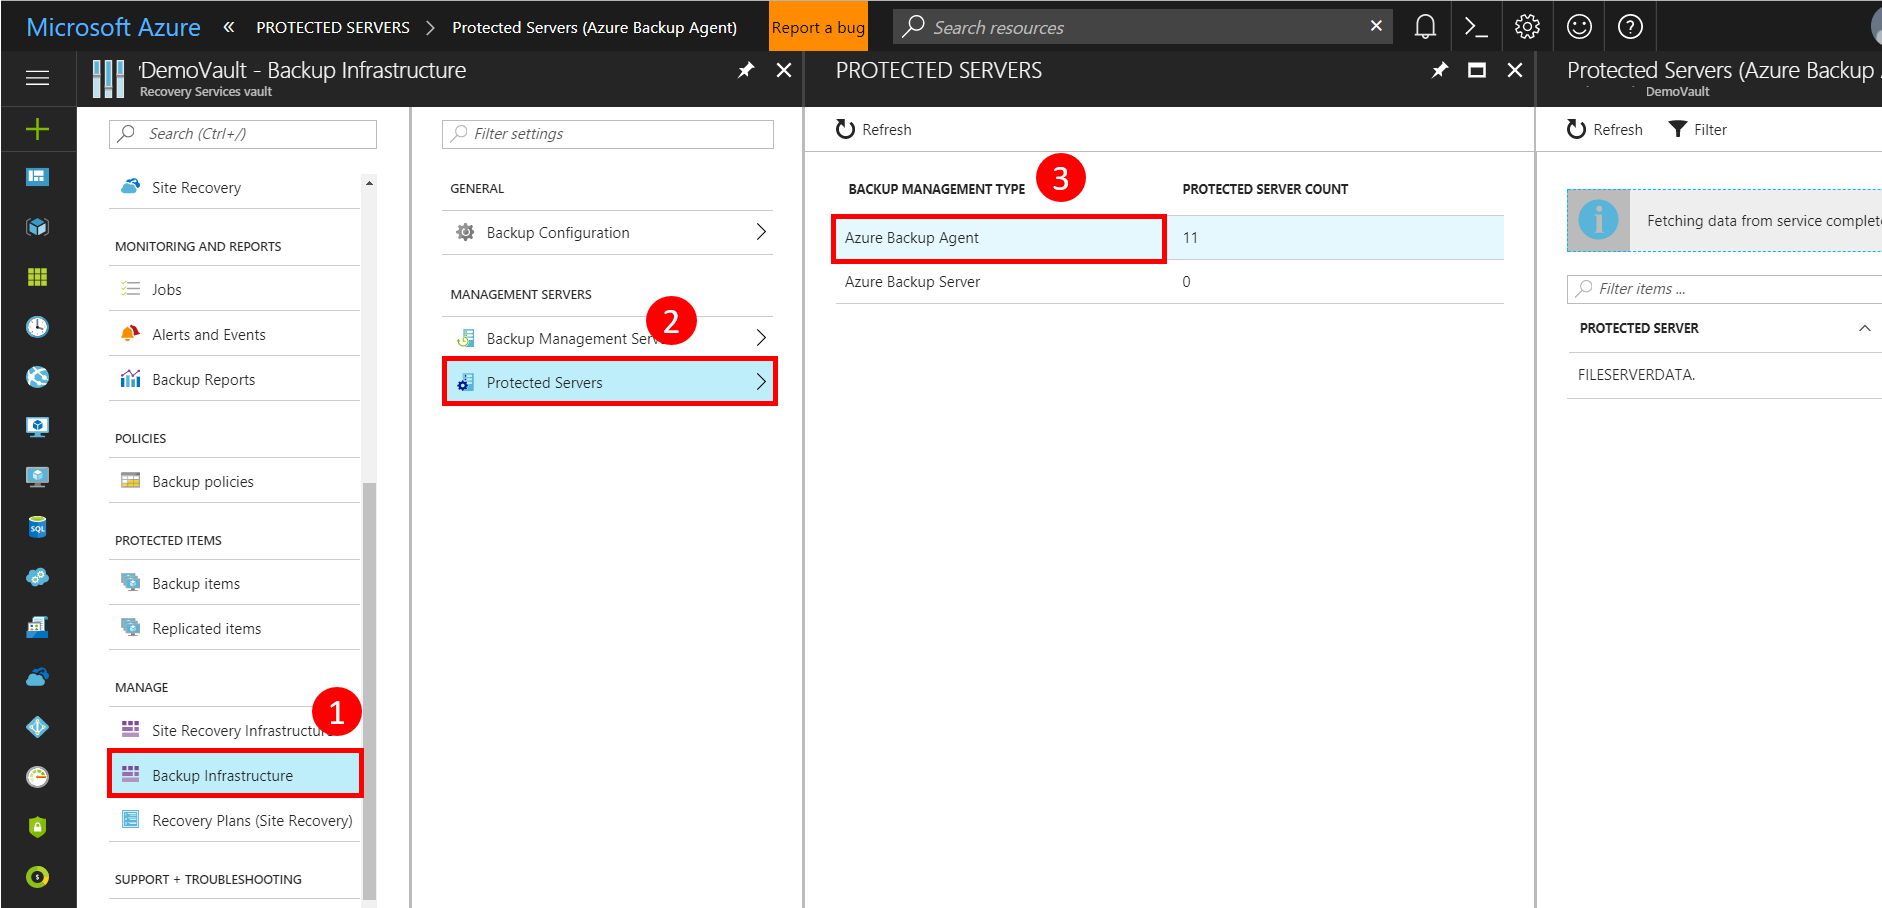 Microsoft Azure « PROTECTED SERVERS > Protected Servers (Azure Backup Agent) Report a bug Search resources
'DemoVault - Backup Infrastructure
Recovery Services vault
Search (Ctrl+/)
Site Recovery
MONITORING AND REPORTS
Jobs
Alerts and Events
Backup Reports
POLICIES
Backup policies
PROTECTED ITEMS
Backup items
Replicated items
MANAGE
1
Site Recovery Infrastructure
Backup Infrastructure
Recovery Plans (Site Recovery)
SUPPORT + TROUBLESHOOTING
Filter settings
GENERAL
Backup Configuration
MANAGEMENT SERVERS
2
Backup Management Serv
Protected Servers
PROTECTED SERVERS
Refresh
3
BACKUP MANAGEMENT TYPE PROTECTED SERVER COUNT
Azure Backup Agent 11
Azure Backup Server 0
Protected Servers (Azure Backup
DemoVault
Refresh Filter
Fetching data from service complete
Filter items ...
PROTECTED SERVER
FILESERVERDATA.